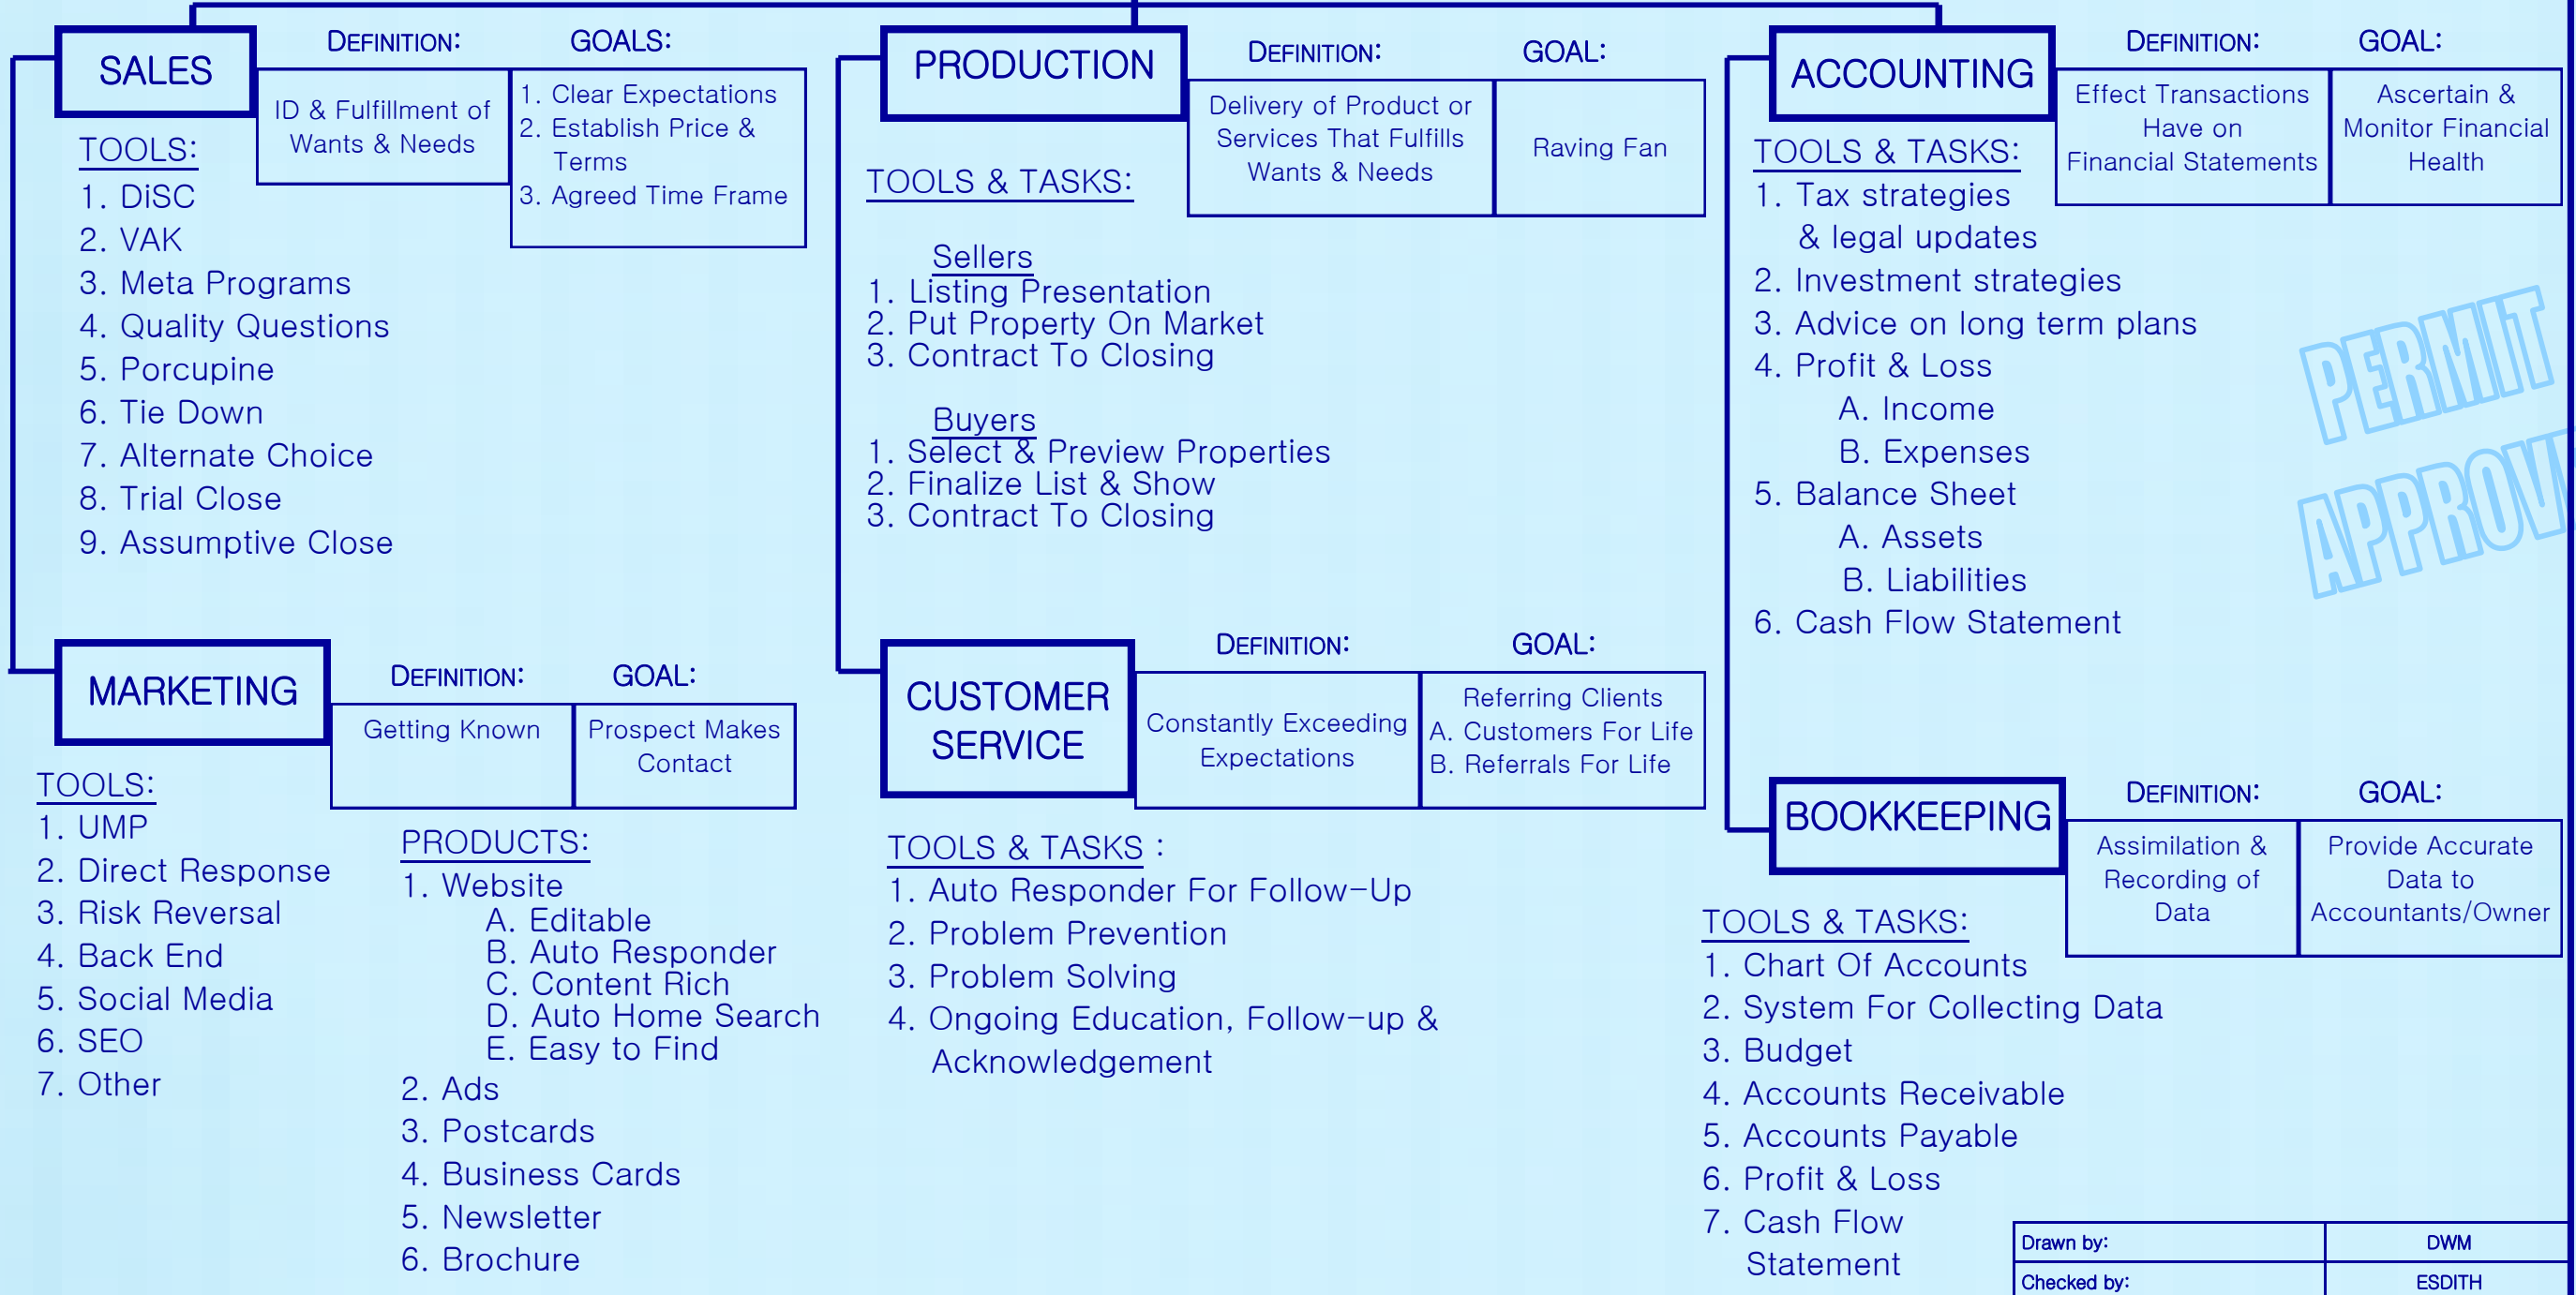 SALES
DEFINITION:
GOALS:
ID & Fulfillment of
Wants & Needs
1. Clear Expectations
2. Establish Price &
Terms
3. Agreed Time Frame
TOOLS:
1. DiSC
2. VAK
3. Meta Programs
4. Quality Questions
5. Porcupine
6. Tie Down
7. Alternate Choice
8. Trial Close
9. Assumptive Close
MARKETING
DEFINITION:
GOAL:
Getting Known
Prospect Makes
Contact
TOOLS:
1. UMP
2. Direct Response
3. Risk Reversal
4. Back End
5. Social Media
6. SEO
7. Other
PRODUCTS:
1. Website
A. Editable
B. Auto Responder
C. Content Rich
D. Auto Home Search
E. Easy to Find
2. Ads
3. Postcards
4. Business Cards
5. Newsletter
6. Brochure
PRODUCTION
DEFINITION:
GOAL:
Delivery of Product or
Services That Fulfills
Wants & Needs
Raving Fan
TOOLS & TASKS:
Sellers
1. Listing Presentation
2. Put Property On Market
3. Contract To Closing
Buyers
1. Select & Preview Properties
2. Finalize List & Show
3. Contract To Closing
CUSTOMER
SERVICE
DEFINITION:
GOAL:
Constantly Exceeding
Expectations
Referring Clients
A. Customers For Life
B. Referrals For Life
TOOLS & TASKS :
1. Auto Responder For Follow-Up
2. Problem Prevention
3. Problem Solving
4. Ongoing Education, Follow-up &
Acknowledgement
ACCOUNTING
DEFINITION:
GOAL:
Effect Transactions
Have on
Financial Statements
Ascertain &
Monitor Financial
Health
TOOLS & TASKS:
1. Tax strategies
& legal updates
2. Investment strategies
3. Advice on long term plans
4. Profit & Loss
A. Income
B. Expenses
5. Balance Sheet
A. Assets
B. Liabilities
6. Cash Flow Statement
PERMIT
APPROV
BOOKKEEPING
DEFINITION:
GOAL:
Assimilation &
Recording of
Data
Provide Accurate
Data to
Accountants/Owner
TOOLS & TASKS:
1. Chart Of Accounts
2. System For Collecting Data
3. Budget
4. Accounts Receivable
5. Accounts Payable
6. Profit & Loss
7. Cash Flow
Statement
Drawn by: DWM
Checked by: ESDITH